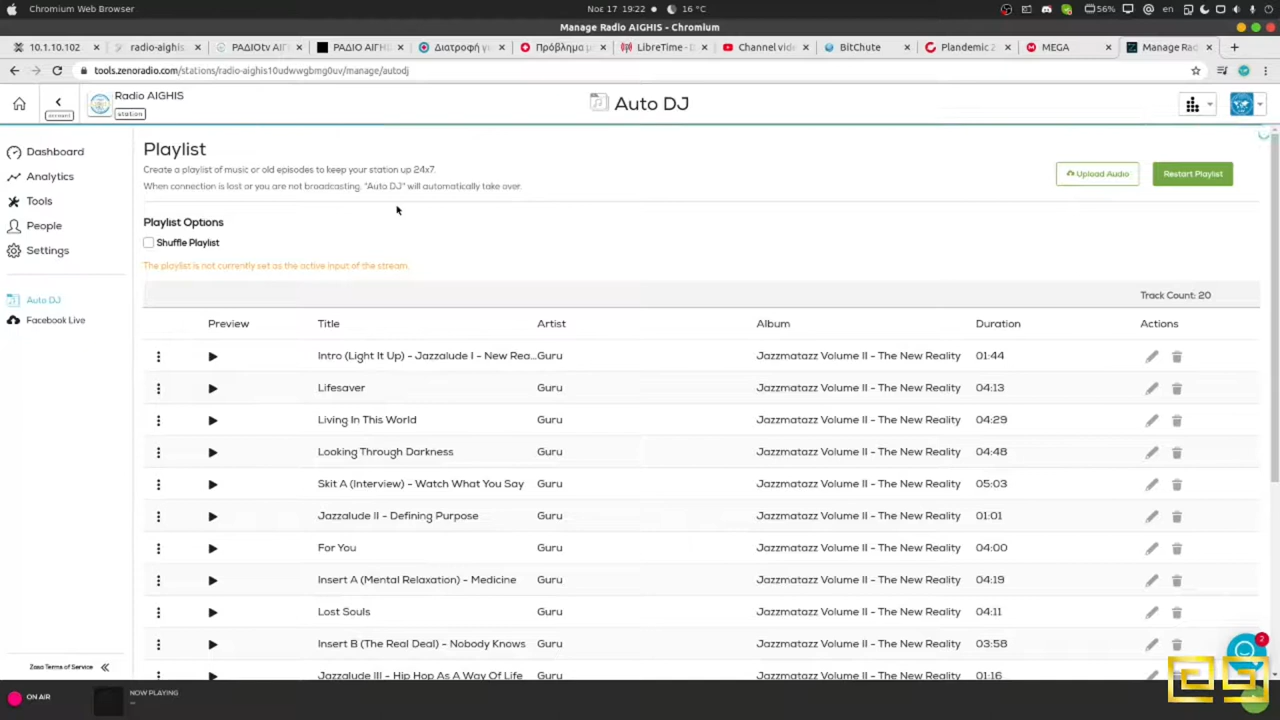 Chromium Web Browser
Νοε 17 19:22
16 °C
56%
en
Manage Radio AIGHIS - Chromium
10.1.10.102
radio-aighis
ΡΑΔΙΟtv ΑΙΓ
ΡΑΔΙΟ ΑΙΓΗ
Διατροφή γι
Πρόβλημα μ
LibreTime - D
Channel vide
BitChute
Plandemic 2
MEGA
Manage Rad
tools.zenoradio.com/stations/radio-aighis10udwwgbmg0uv/manage/autodj
account
Radio AIGHIS
station
Auto DJ
Dashboard
Analytics
Tools
People
Settings
Auto DJ
Facebook Live
Playlist
Create a playlist of music or old episodes to keep your station up 24x7.
When connection is lost or you are not broadcasting, "Auto DJ" will automatically take over.
Upload Audio
Restart Playlist
Playlist Options
Shuffle Playlist
The playlist is not currently set as the active input of the stream.
Track Count: 20
Preview Title Artist Album Duration Actions
Intro (Light It Up) - Jazzalude I - New Rea... Guru Jazzmatazz Volume II - The New Reality 01:44
Lifesaver Guru Jazzmatazz Volume II - The New Reality 04:13
Living In This World Guru Jazzmatazz Volume II - The New Reality 04:29
Looking Through Darkness Guru Jazzmatazz Volume II - The New Reality 04:48
Skit A (Interview) - Watch What You Say Guru Jazzmatazz Volume II - The New Reality 05:03
Jazzalude II - Defining Purpose Guru Jazzmatazz Volume II - The New Reality 01:01
For You Guru Jazzmatazz Volume II - The New Reality 04:00
Insert A (Mental Relaxation) - Medicine Guru Jazzmatazz Volume II - The New Reality 04:19
Lost Souls Guru Jazzmatazz Volume II - The New Reality 04:11
Insert B (The Real Deal) - Nobody Knows Guru Jazzmatazz Volume II - The New Reality 03:58
Jazzalude III - Hip Hop As A Way Of Life Guru Jazzmatazz Volume II - The New Reality 01:16
Zeno Terms of Service
2
ON AIR
NOW PLAYING
--